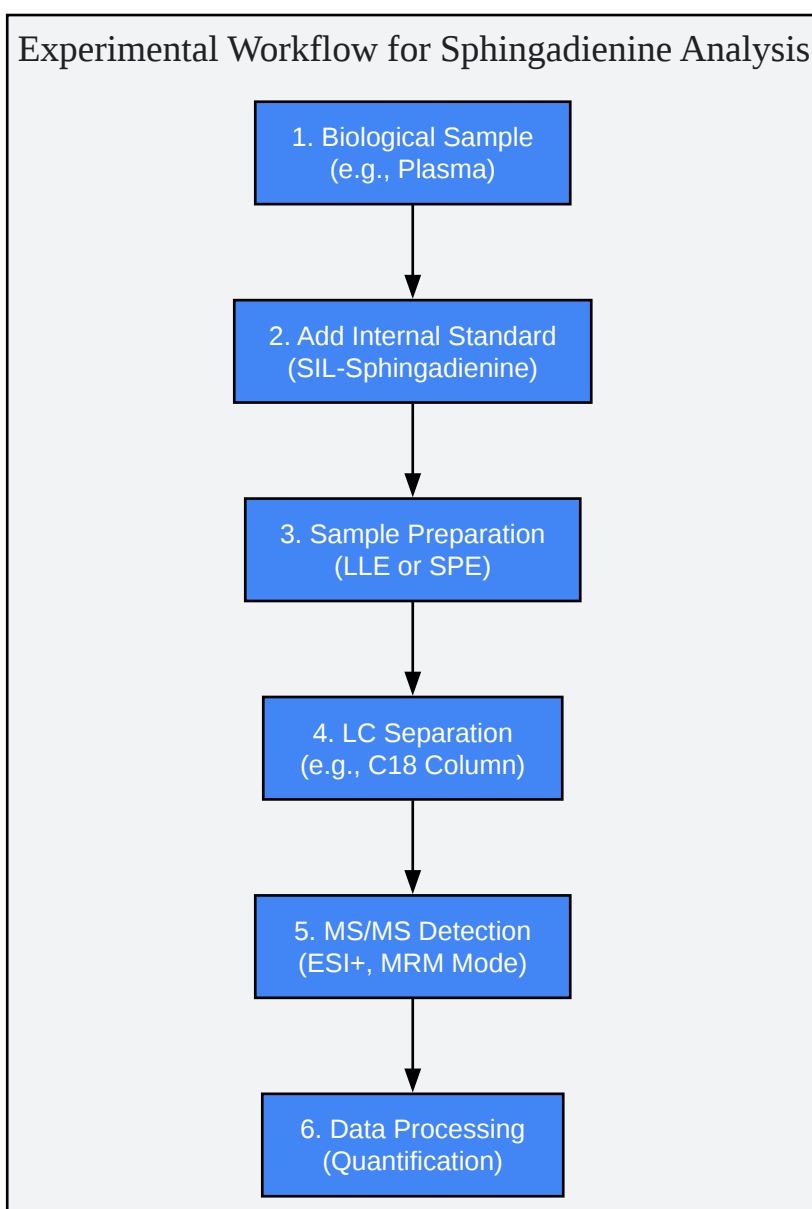 Experimental Workflow for Sphingadienine Analysis
1. Biological Sample
(e.g., Plasma)
2. Add Internal Standard
(SIL-Sphingadienine)
3. Sample Preparation
(LLE or SPE)
4. LC Separation
(e.g., C18 Column)
5. MS/MS Detection
(ESI+, MRM Mode)
6. Data Processing
(Quantification)